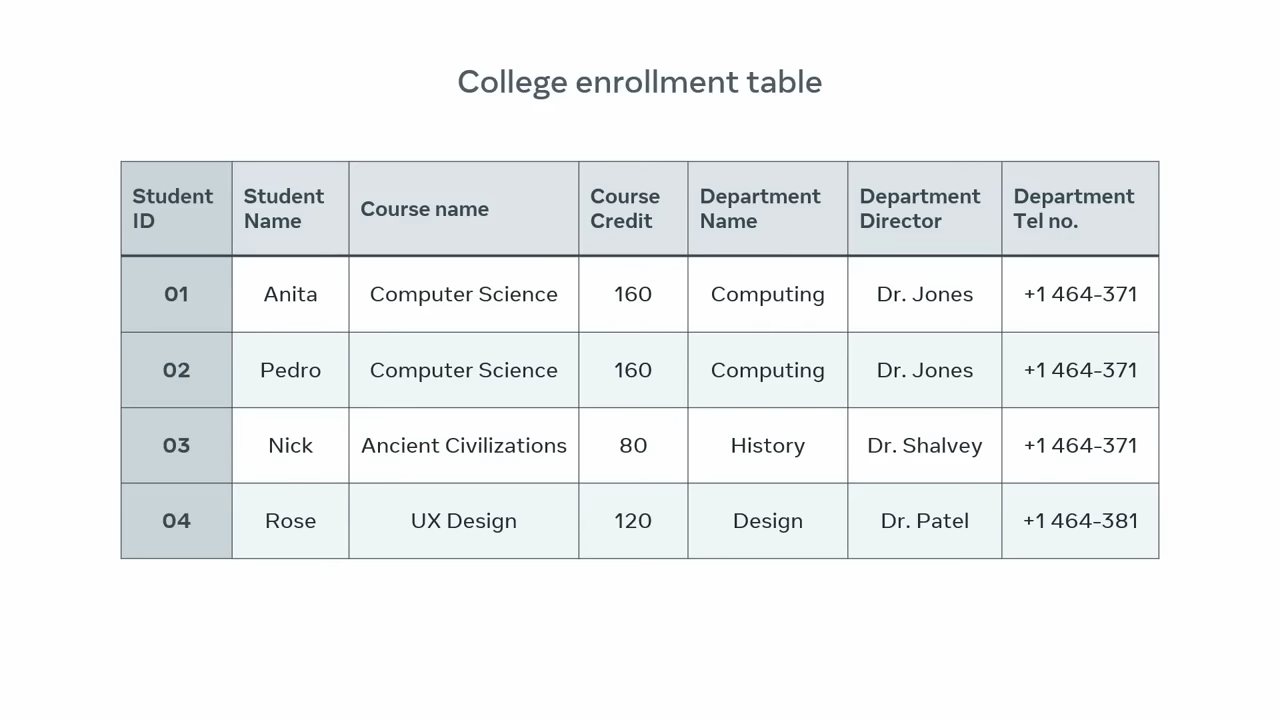 College enrollment table
Student ID | Student Name | Course name | Course Credit | Department Name | Department Director | Department Tel no.
01 | Anita | Computer Science | 160 | Computing | Dr. Jones | +1 464-371
02 | Pedro | Computer Science | 160 | Computing | Dr. Jones | +1 464-371
03 | Nick | Ancient Civilizations | 80 | History | Dr. Shalvey | +1 464-371
04 | Rose | UX Design | 120 | Design | Dr. Patel | +1 464-381